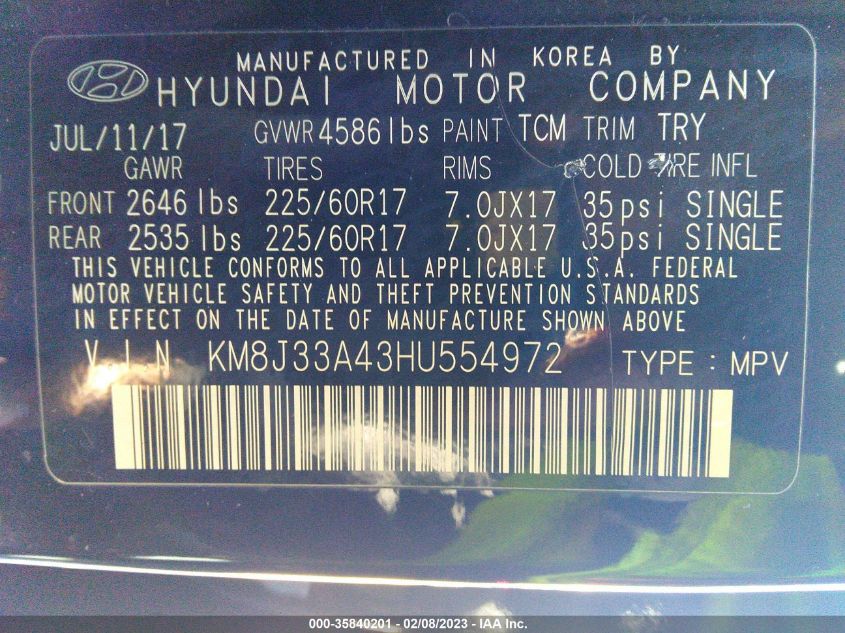 MANUFACTURED IN KOREA BY
HYUNDAI MOTOR COMPANY
JUL/11/17 GVWR 4586 lbs PAINT TCM TRIM TRY
GAWR TIRES RIMS COLD TIRE INFL
FRONT 2646 lbs 225/60R17 7.0JX17 35psi SINGLE
REAR 2535 lbs 225/60R17 7.0JX17 35psi SINGLE
THIS VEHICLE CONFORMS TO ALL APPLICABLE U.S.A. FEDERAL
MOTOR VEHICLE SAFETY AND THEFT PREVENTION STANDARDS
IN EFFECT ON THE DATE OF MANUFACTURE SHOWN ABOVE
VIN KM8J33A43HU554972 TYPE : MPV
000-35840201 - 02/08/2023 - IAA Inc.